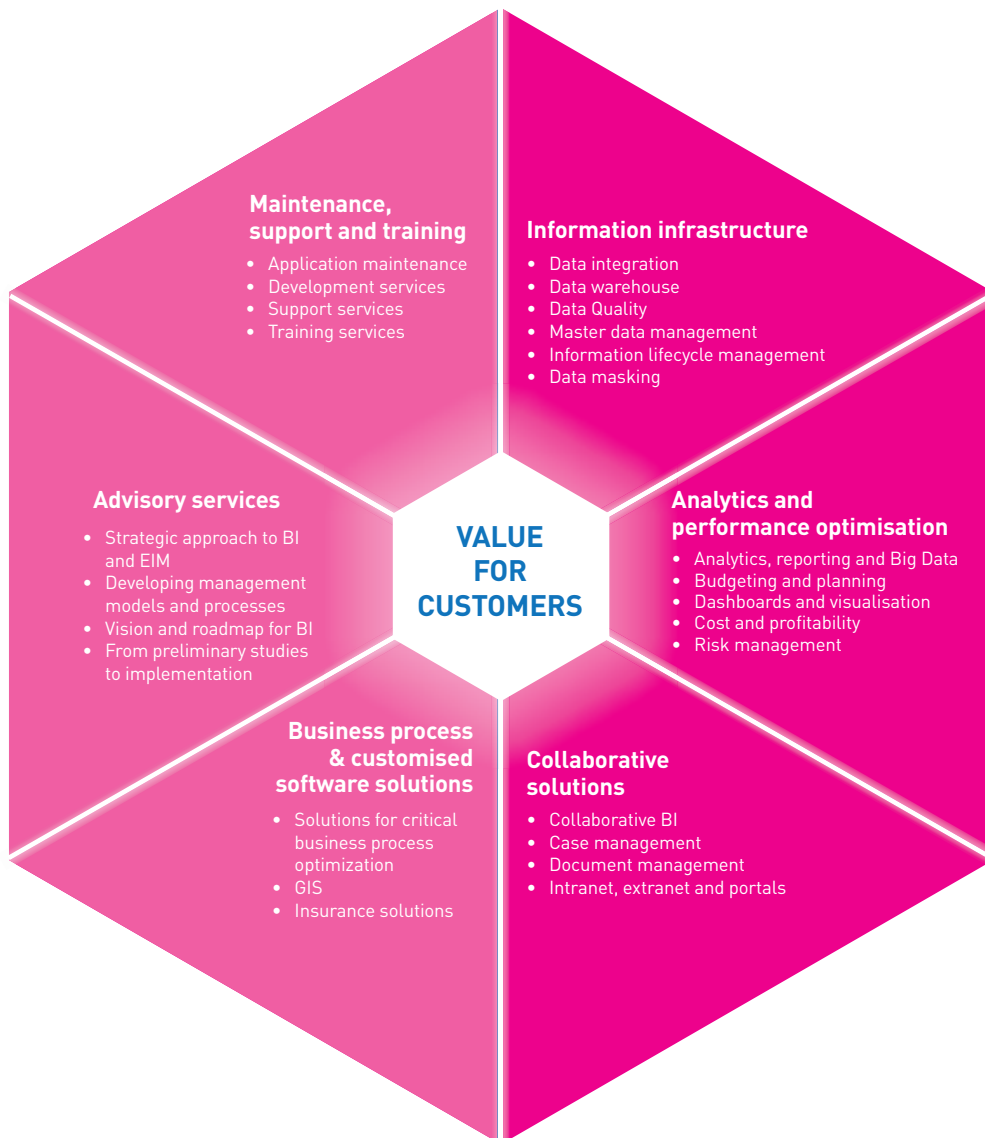 Maintenance,
support and training
• Application maintenance
• Development services
• Support services
• Training services
Information infrastructure
• Data integration
• Data warehouse
• Data Quality
• Master data management
• Information lifecycle management
• Data masking
Advisory services
• Strategic approach to BI
and EIM
• Developing management
models and processes
• Vision and roadmap for BI
• From preliminary studies
to implementation
VALUE
FOR
CUSTOMERS
Analytics and
performance optimisation
• Analytics, reporting and Big Data
• Budgeting and planning
• Dashboards and visualisation
• Cost and profitability
• Risk management
Business process
& customised
software solutions
• Solutions for critical
business process
optimization
• GIS
• Insurance solutions
Collaborative
solutions
• Collaborative BI
• Case management
• Document management
• Intranet, extranet and portals